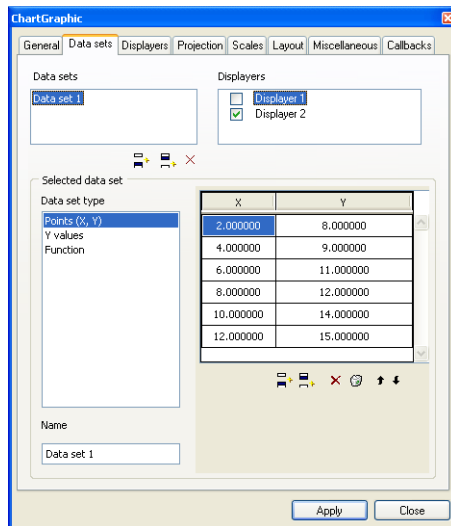 ChartGraphic
General Data sets Displayers Projection Scales Layout Miscellaneous Callbacks
Data sets Displayers
Data set 1 Displayer 1
Displayer 2
Selected data set
Data set type
Points (X, Y)
Y values
Function
X Y
2.000000 8.000000
4.000000 9.000000
6.000000 11.000000
8.000000 12.000000
10.000000 14.000000
12.000000 15.000000
Name
Data set 1
Apply Close